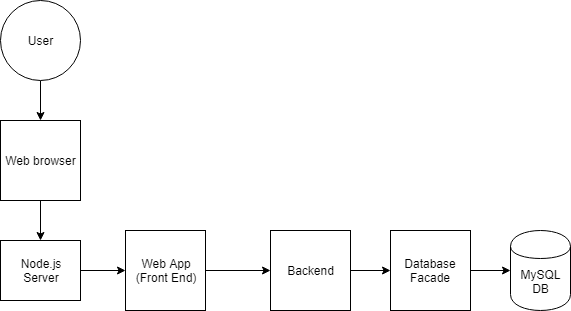 User
Web browser
Node.js
Server
Web App
(Front End)
Backend
Database
Facade
MySQL
DB